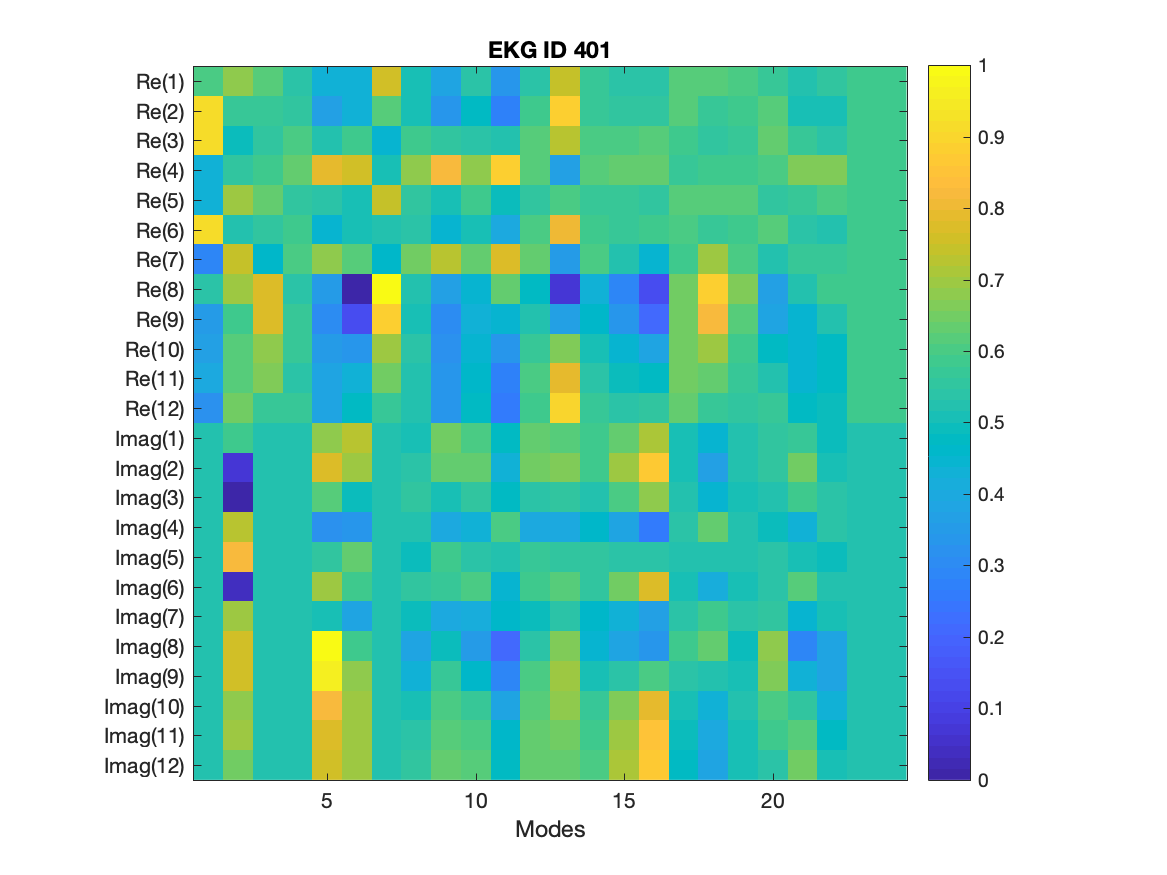 EKG ID 401
Re(1)
Re(2)
Re(3)
Re(4)
Re(5)
Re(6)
Re(7)
Re(8)
Re(9)
Re(10)
Re(11)
Re(12)
Imag(1)
Imag(2)
Imag(3)
Imag(4)
Imag(5)
Imag(6)
Imag(7)
Imag(8)
Imag(9)
Imag(10)
Imag(11)
Imag(12)
5 10 15 20
Modes
1
0.9
0.8
0.7
0.6
0.5
0.4
0.3
0.2
0.1
0